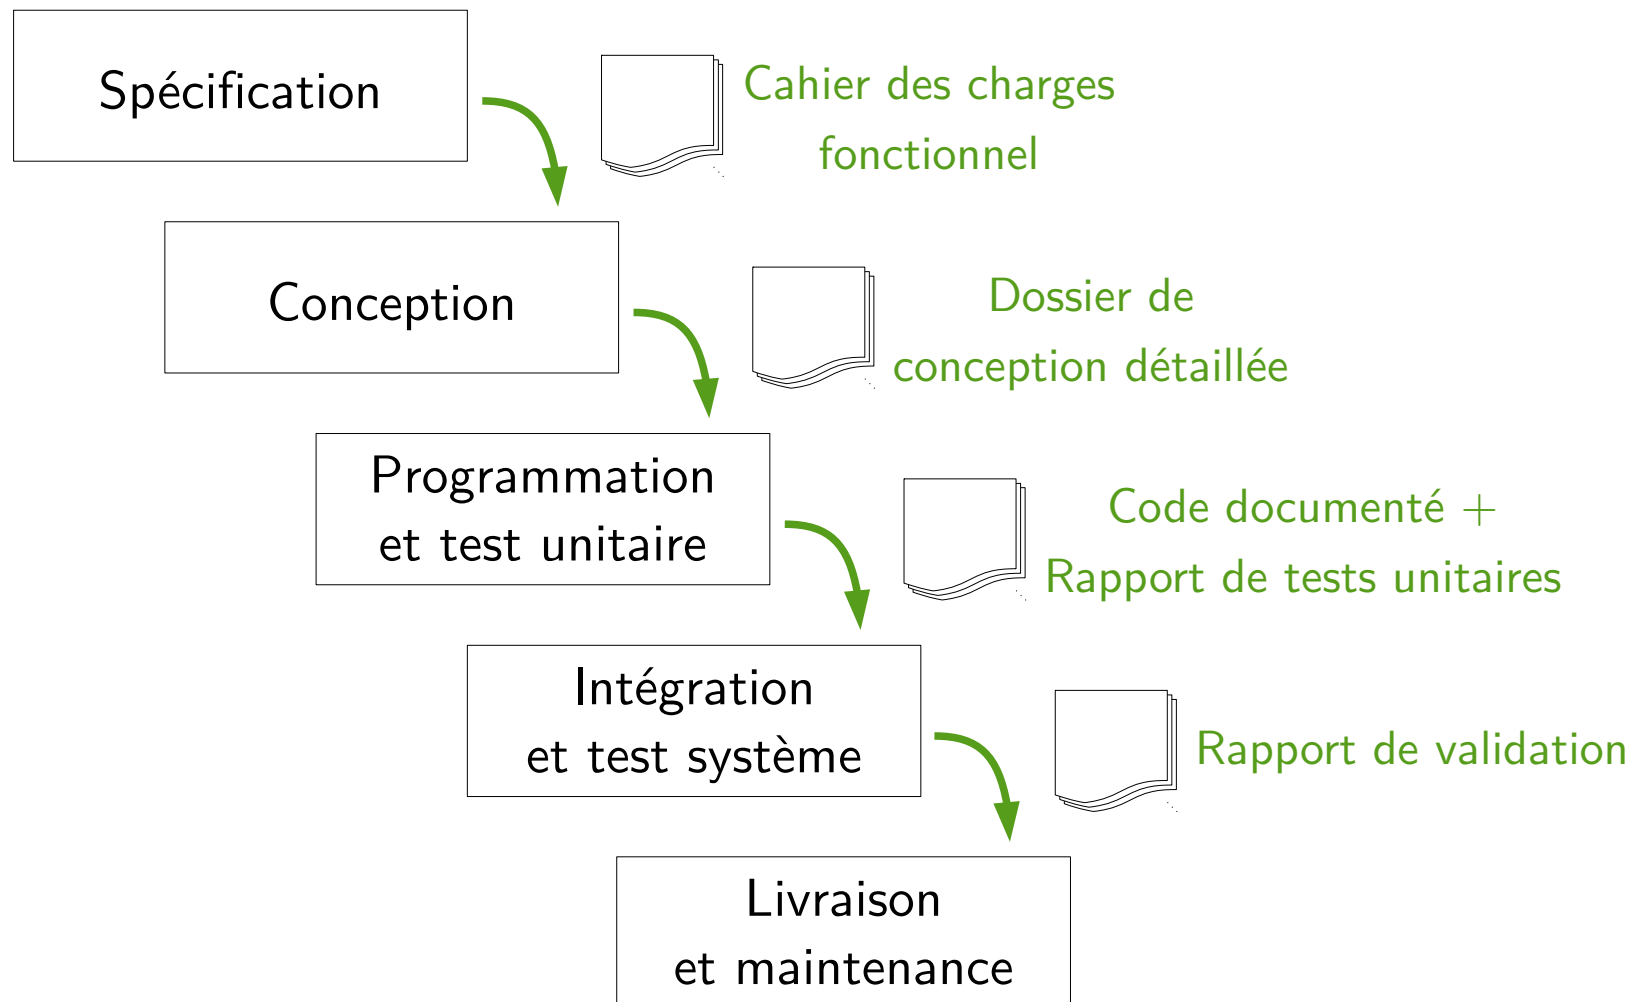 Spécification
Cahier des charges
fonctionnel
Conception
Dossier de
conception détaillée
Programmation
et test unitaire
Code documenté +
Rapport de tests unitaires
Intégration
et test système
Rapport de validation
Livraison
et maintenance